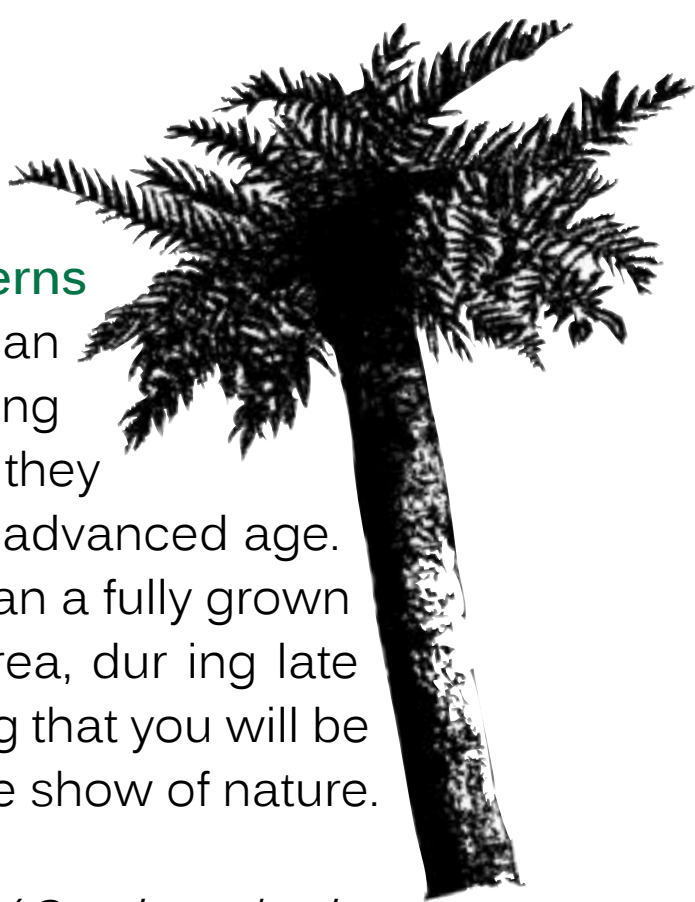 erns
an
ng
they
advanced age.
an a fully grown
rea, dur ing late
g that you will be
e show of nature.